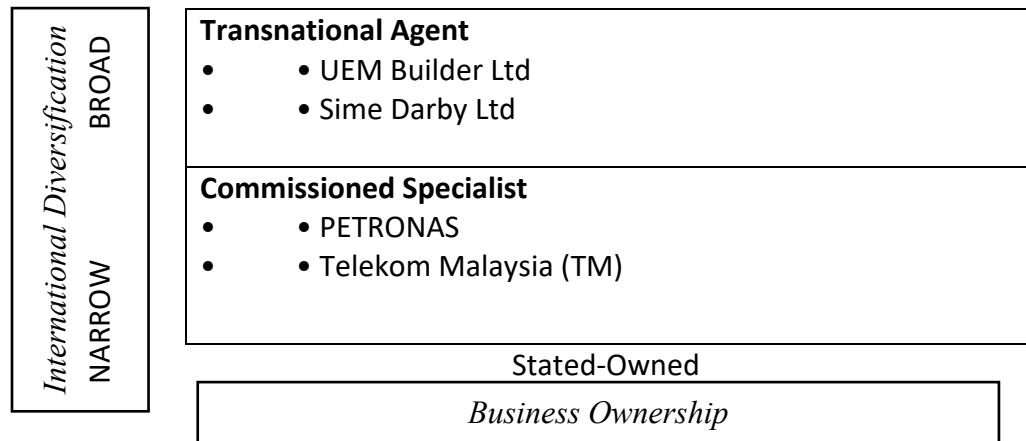 International Diversification
NARROW BROAD
Transnational Agent
• • UEM Builder Ltd
• • Sime Darby Ltd
Commissioned Specialist
• • PETRONAS
• • Telekom Malaysia (TM)
Stated-Owned
Business Ownership